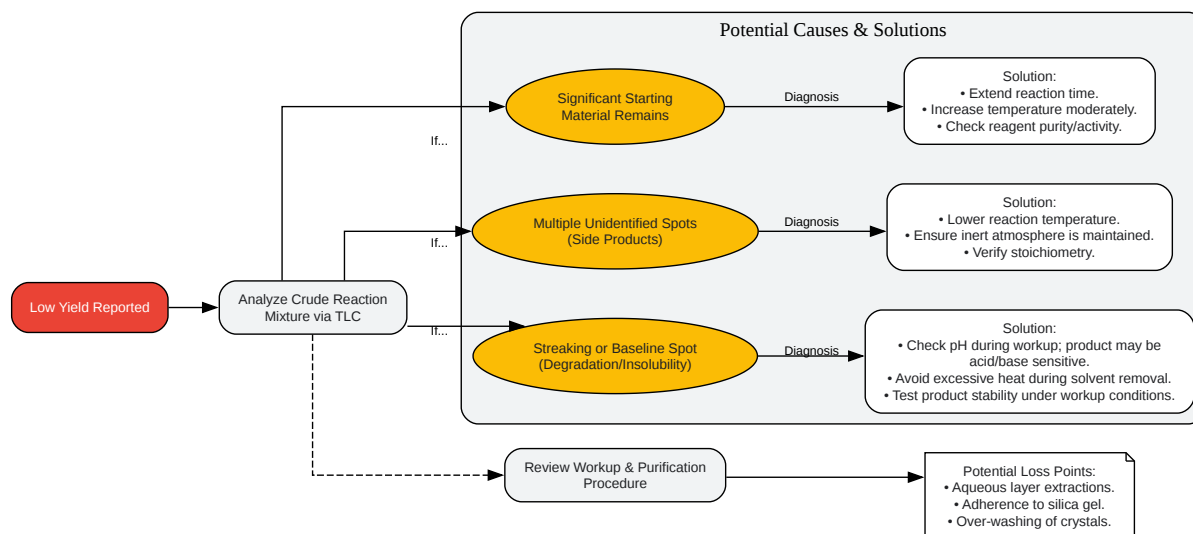 Potential Causes & Solutions
Low Yield Reported
Analyze Crude Reaction
Mixture via TLC
If...
Significant Starting
Material Remains
Diagnosis
Solution:
• Extend reaction time.
• Increase temperature moderately.
• Check reagent purity/activity.
If...
Multiple Unidentified Spots
(Side Products)
Diagnosis
Solution:
• Lower reaction temperature.
• Ensure inert atmosphere is maintained.
• Verify stoichiometry.
If...
Streaking or Baseline Spot
(Degradation/Insolubility)
Diagnosis
Solution:
• Check pH during workup; product may be
acid/base sensitive.
• Avoid excessive heat during solvent removal.
• Test product stability under workup conditions.
Review Workup & Purification
Procedure
Potential Loss Points:
• Aqueous layer extractions.
• Adherence to silica gel.
• Over-washing of crystals.